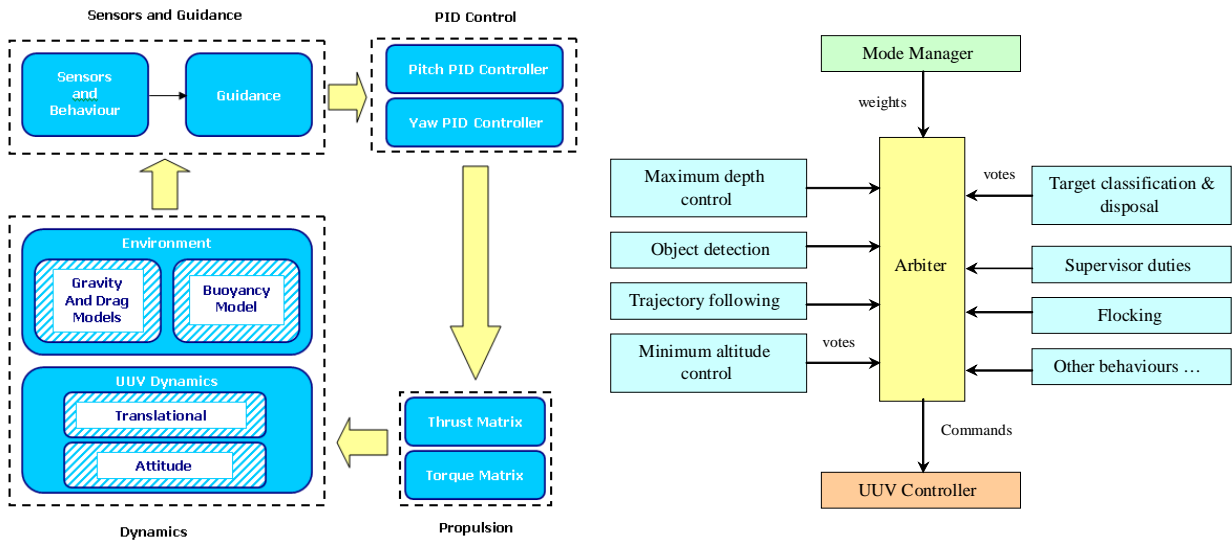 Sensors and Guidance
PID Control
Sensors
and
Behaviour
Guidance
Pitch PID Controller
Yaw PID Controller
Environment
Gravity
And Drag
Models
Buoyancy
Model
UUV Dynamics
Translational
Attitude
Thrust Matrix
Torque Matrix
Dynamics
Propulsion
Mode Manager
weights
Maximum depth
control
Object detection
Trajectory following
votes
Minimum altitude
control
Arbiter
votes
Target classification &
disposal
Supervisor duties
Flocking
Other behaviours …
Commands
UUV Controller